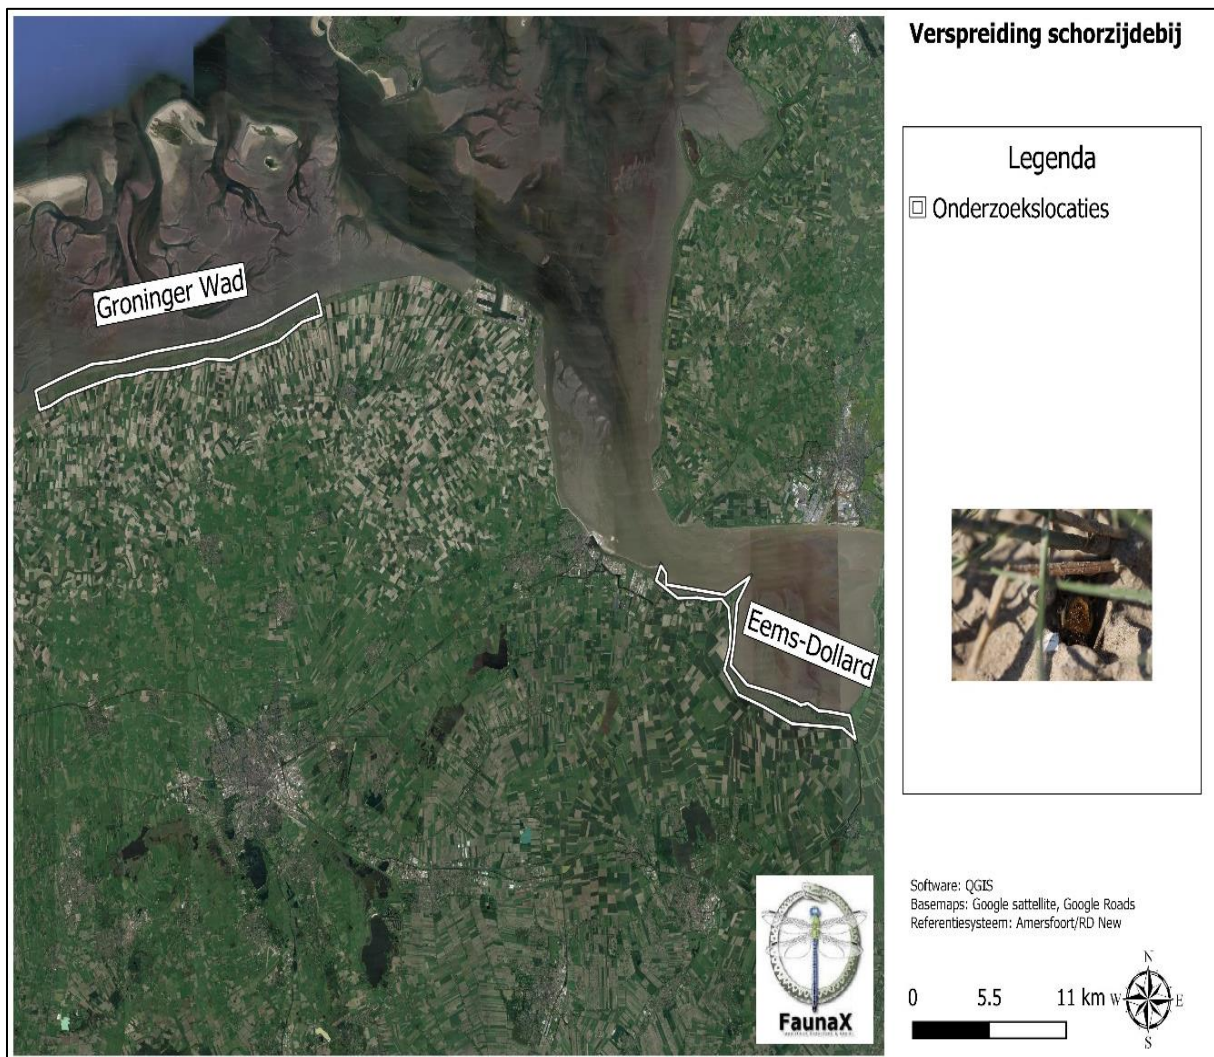 Verspreiding schorzijdebij
Legenda
Onderzoekslocaties
Groninger Wad
Eems-Dollard
Software: QGIS
Basemaps: Google sattellite, Google Roads
Referentiesysteem: Amersfoort/RD New
0 5.5 11 km
N
W E
S
FaunaX